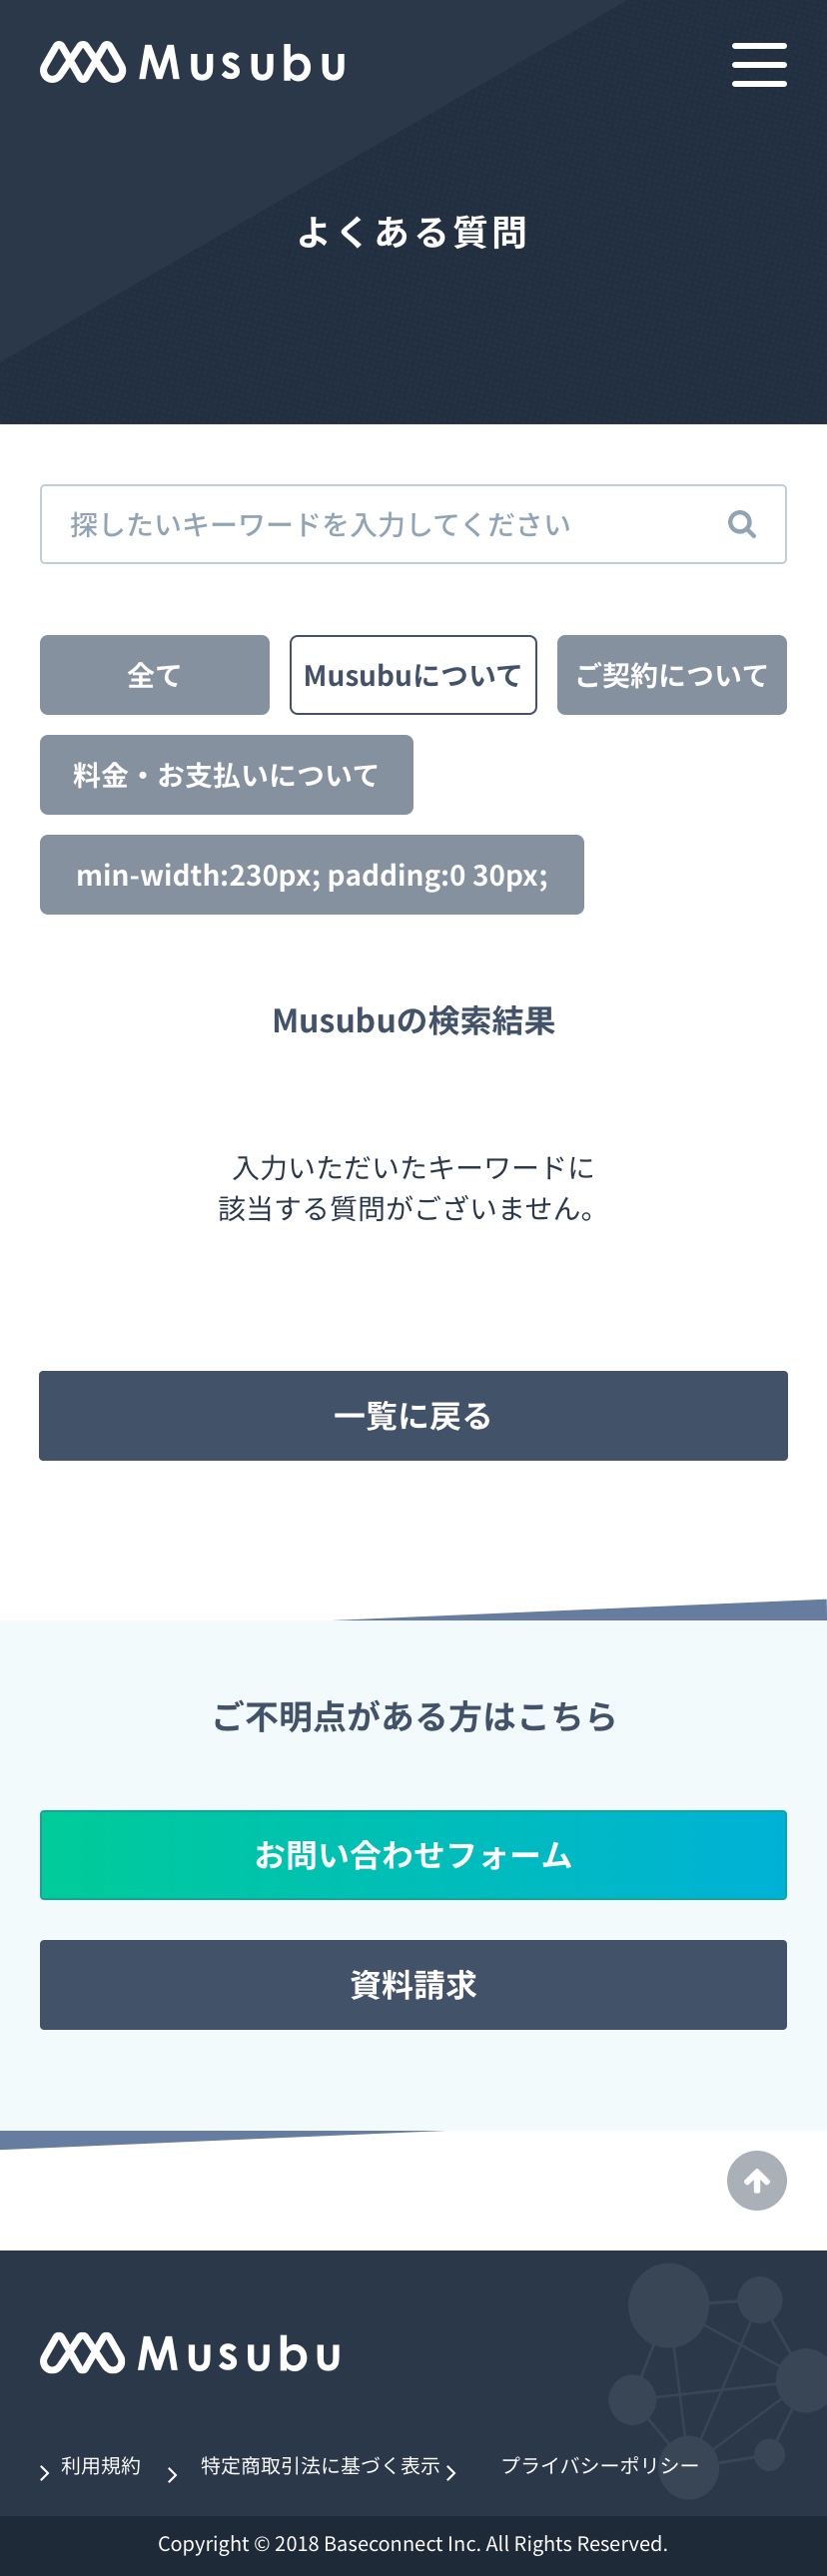 Musubu
よくある質問
探したいキーワードを入力してください
全て
Musubuについて
ご契約について
料金・お支払いについて
min-width:230px; padding:0 30px;
Musubuの検索結果
入力いただいたキーワードに
該当する質問がございません。
一覧に戻る
ご不明点がある方はこちら
お問い合わせフォーム
資料請求
Musubu
利用規約
特定商取引法に基づく表示
プライバシーポリシー
Copyright © 2018 Baseconnect Inc. All Rights Reserved.